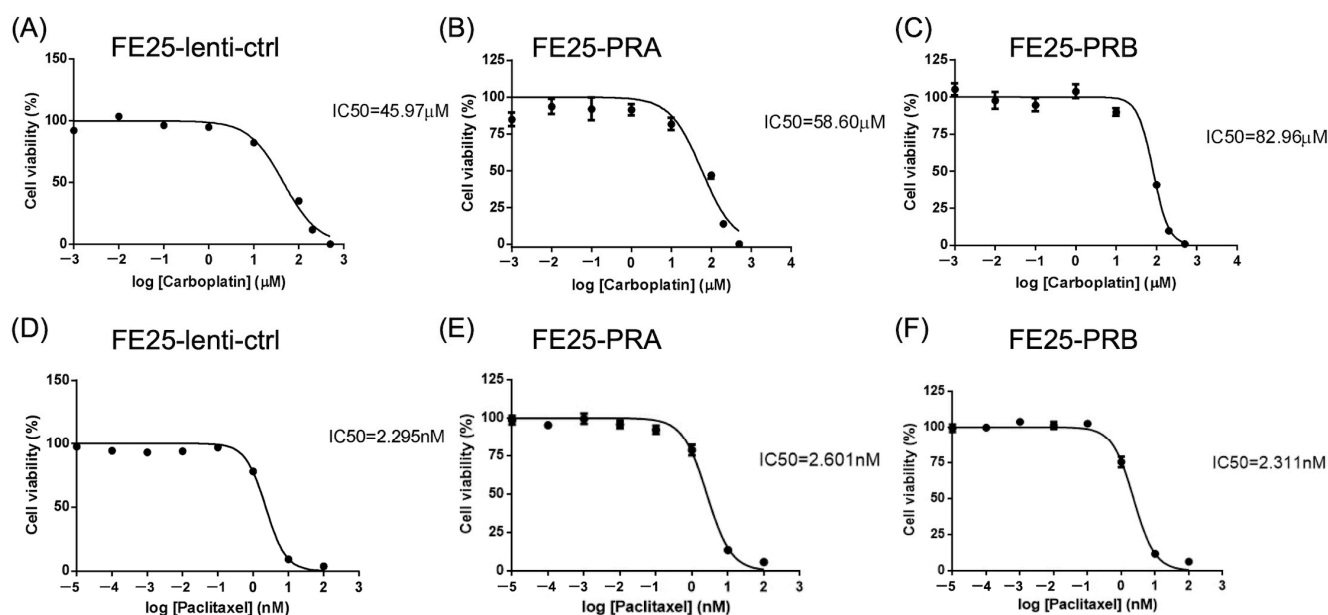 (A)
FE25-lenti-ctrl
Cell viability (%)
150
100
50
0
IC50=45.97μM
−3 −2 −1 0 1 2 3
log [Carboplatin] (μM)
(B)
FE25-PRA
Cell viability (%)
125
100
75
50
25
0
IC50=58.60μM
−3 −2 −1 0 1 2 3 4
log [Carboplatin] (μM)
(C)
FE25-PRB
Cell viability (%)
125
100
75
50
25
0
IC50=82.96μM
−3 −2 −1 0 1 2 3 4
log [Carboplatin] (μM)
(D)
FE25-lenti-ctrl
Cell viability (%)
150
100
50
0
IC50=2.295nM
−5 −4 −3 −2 −1 0 1 2 3
log [Paclitaxel] (nM)
(E)
FE25-PRA
Cell viability (%)
125
100
75
50
25
0
IC50=2.601nM
−5 −4 −3 −2 −1 0 1 2 3
log [Paclitaxel] (nM)
(F)
FE25-PRB
Cell viability (%)
125
100
75
50
25
0
IC50=2.311nM
−5 −4 −3 −2 −1 0 1 2 3
log [Paclitaxel] (nM)